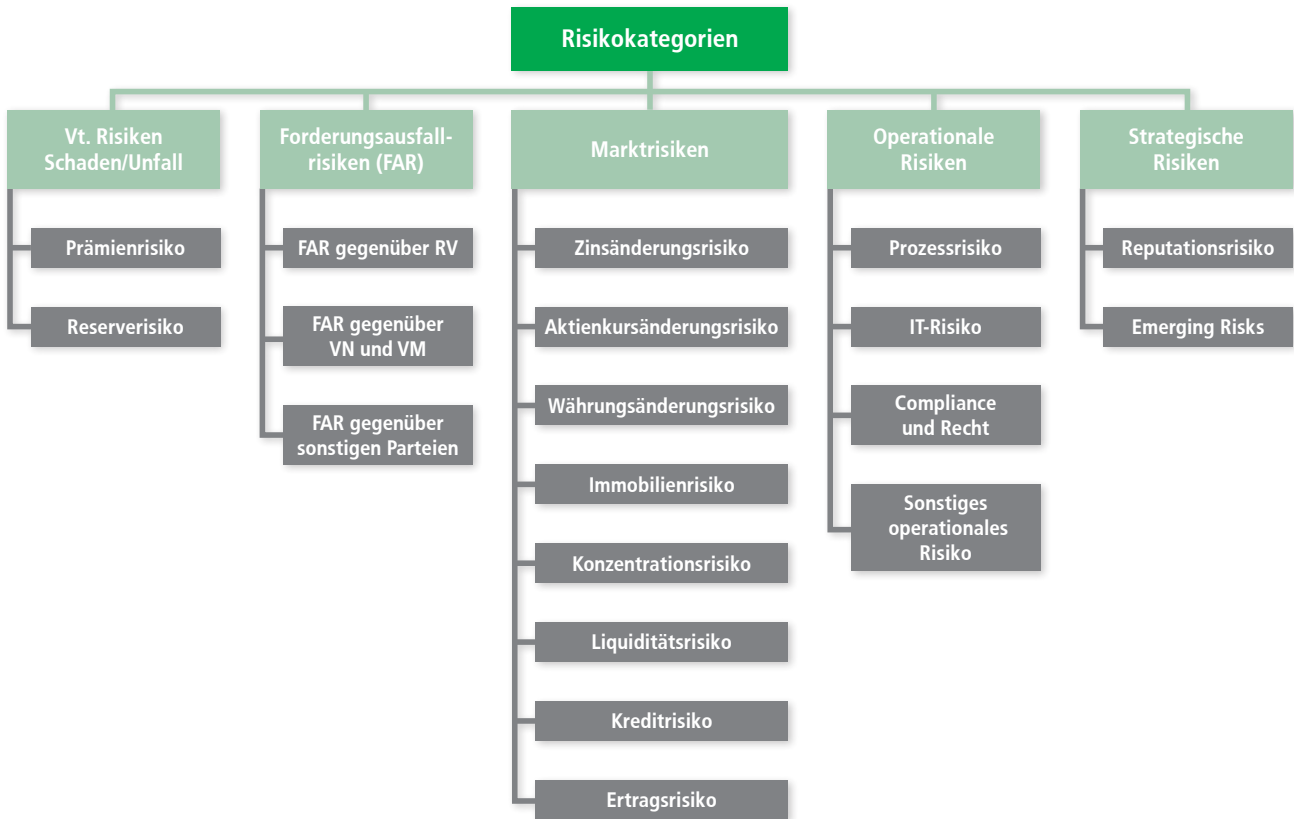 Risikokategorien
Vt. Risiken
Schaden/Unfall
Prämienrisiko
Reserverisiko
Forderungsausfall-
risiken (FAR)
FAR gegenüber RV
FAR gegenüber
VN und VM
FAR gegenüber
sonstigen Parteien
Marktrisiken
Zinsänderungsrisiko
Aktienkursänderungsrisiko
Währungsänderungsrisiko
Immobilienrisiko
Konzentrationsrisiko
Liquiditätsrisiko
Kreditrisiko
Ertragsrisiko
Operationale
Risiken
Prozessrisiko
IT-Risiko
Compliance
und Recht
Sonstiges
operationales
Risiko
Strategische
Risiken
Reputationsrisiko
Emerging Risks